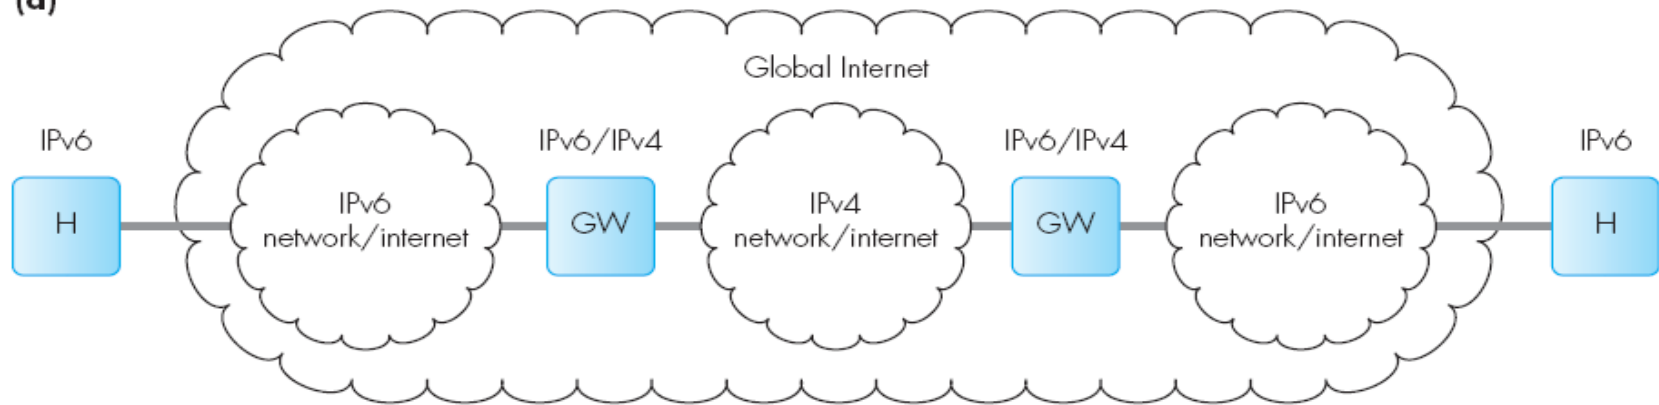 (a)
Global Internet
IPv6
IPv6/IPv4
IPv6/IPv4
IPv6
H
IPv6
network/internet
GW
IPv4
network/internet
GW
IPv6
network/internet
H